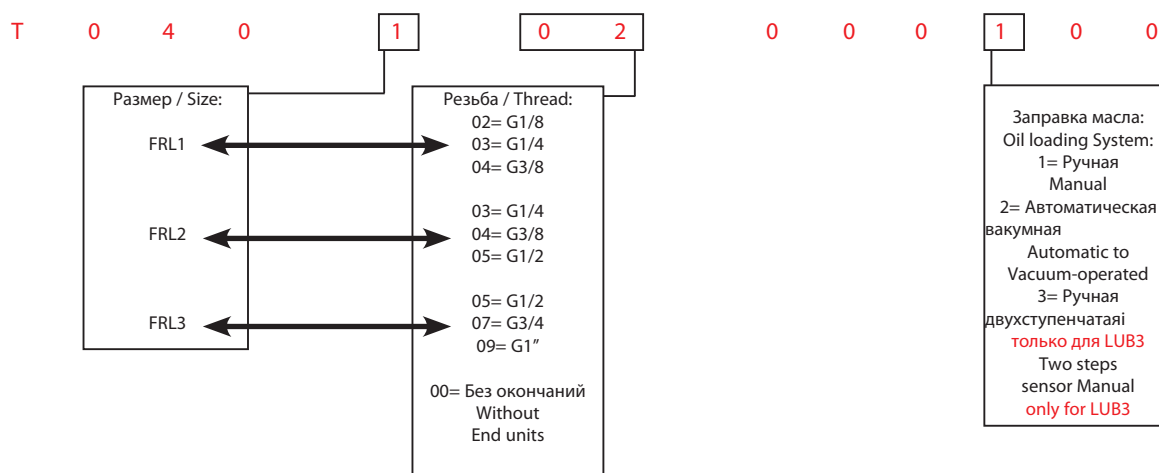 T 0 4 0 1 0 2 0 0 0 1 0 0
Размер / Size:
FRL1
FRL2
FRL3
Резьба / Thread:
02= G1/8
03= G1/4
04= G3/8
03= G1/4
04= G3/8
05= G1/2
05= G1/2
07= G3/4
09= G1”
00= Без окончаний
Without
End units
Заправка масла:
Oil loading System:
1= Ручная
Manual
2= Автоматическая
вакумная
Automatic to
Vacuum-operated
3= Ручная
двухступенчатаяi
только для LUB3
Two steps
sensor Manual
only for LUB3